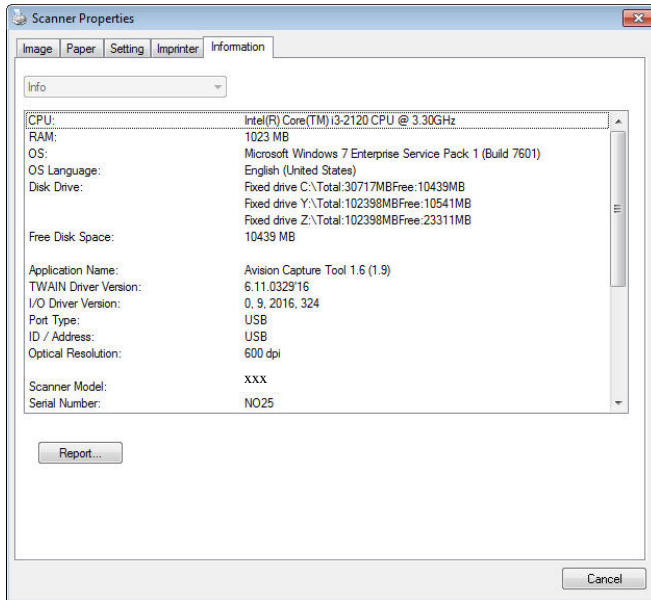 Scanner Properties
Image Paper Setting Imprinter Information
Info
CPU: Intel(R) Core(TM) i3-2120 CPU @ 3.30GHz
RAM: 1023 MB
OS: Microsoft Windows 7 Enterprise Service Pack 1 (Build 7601)
OS Language: English (United States)
Disk Drive: Fixed drive C:\Total:30717MBFree:10439MB
Fixed drive Y:\Total:102398MBFree:10541MB
Fixed drive Z:\Total:102398MBFree:23311MB
Free Disk Space: 10439 MB
Application Name: Avision Capture Tool 1.6 (1.9)
TWAIN Driver Version: 6.11.0329'16
I/O Driver Version: 0, 9, 2016, 324
Port Type: USB
ID / Address: USB
Optical Resolution: 600 dpi
Scanner Model: xxx
Serial Number: NO25
Report...
Cancel